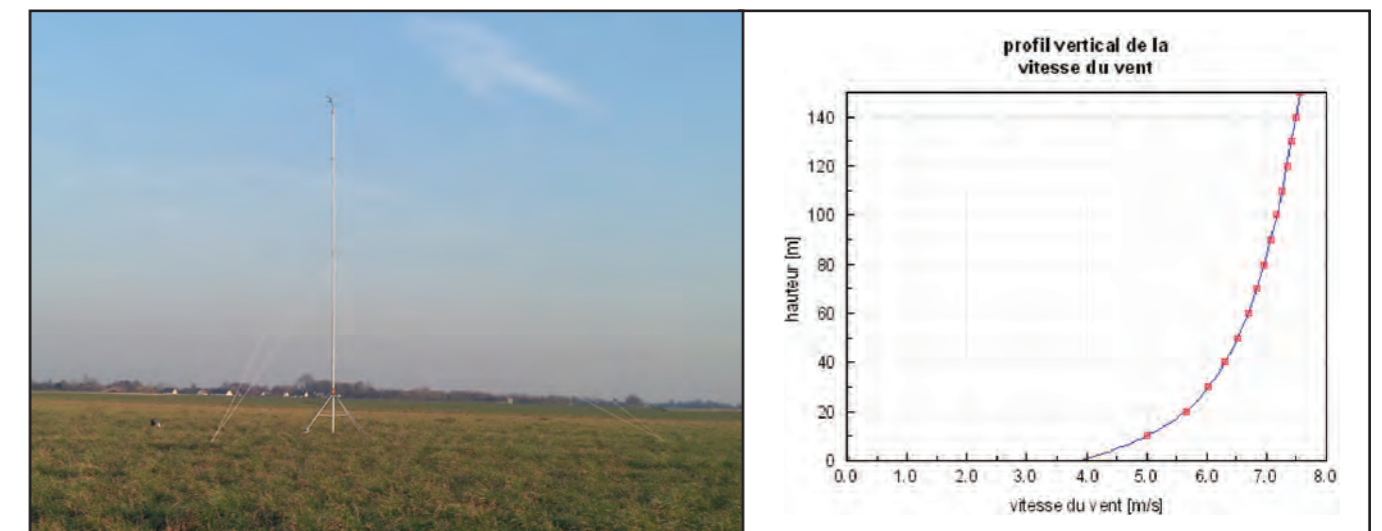 profil vertical de la
vitesse du vent
hauteur [m]
140
120
100
80
60
40
20
0
0.0 1.0 2.0 3.0 4.0 5.0 6.0 7.0 8.0
vitesse du vent [m/s]